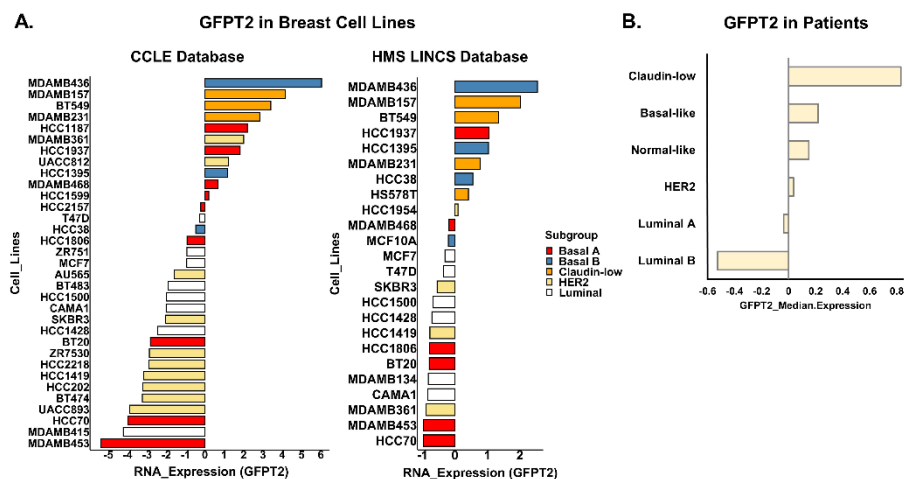 A.
GFPT2 in Breast Cell Lines
CCLE Database
Cell_Lines
MDAMB436
MDAMB157
BT549
MDAMB231
HCC1187
MDAMB361
HCC1937
UACC812
HCC1395
MDAMB468
HCC1599
HCC2157
T47D
HCC38
HCC1806
ZR751
MCF7
AU565
BT483
HCC1500
CAMA1
SKBR3
HCC1428
BT20
ZR7530
HCC2218
HCC1419
HCC202
BT474
UACC893
HCC70
MDAMB415
MDAMB453
-5 -4 -3 -2 -1 0 1 2 3 4 5 6
RNA_Expression (GFPT2)
HMS LINCS Database
Cell_Lines
MDAMB436
MDAMB157
BT549
HCC1937
HCC1395
MDAMB231
HCC38
HS578T
HCC1954
MDAMB468
MCF10A
MCF7
T47D
SKBR3
HCC1500
HCC1428
HCC1419
HCC1806
BT20
MDAMB134
CAMA1
MDAMB361
MDAMB453
HCC70
-1 0 1 2
RNA_Expression (GFPT2)
Subgroup
Basal A
Basal B
Claudin-low
HER2
Luminal
B.
GFPT2 in Patients
Claudin-low
Basal-like
Normal-like
HER2
Luminal A
Luminal B
-0.6 -0.4 -0.2 0 0.2 0.4 0.6 0.8
GFPT2_Median.Expression